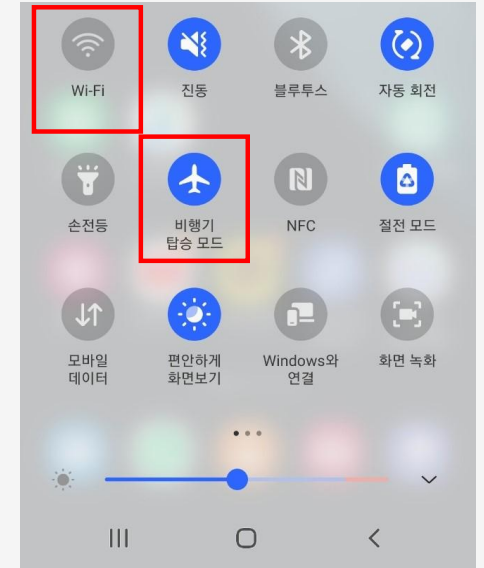 Wi-Fi
진동
블루투스
자동 회전
손전등
비행기
탑승 모드
NFC
절전 모드
모바일
데이터
편안하게
화면보기
Windows와
연결
화면 녹화